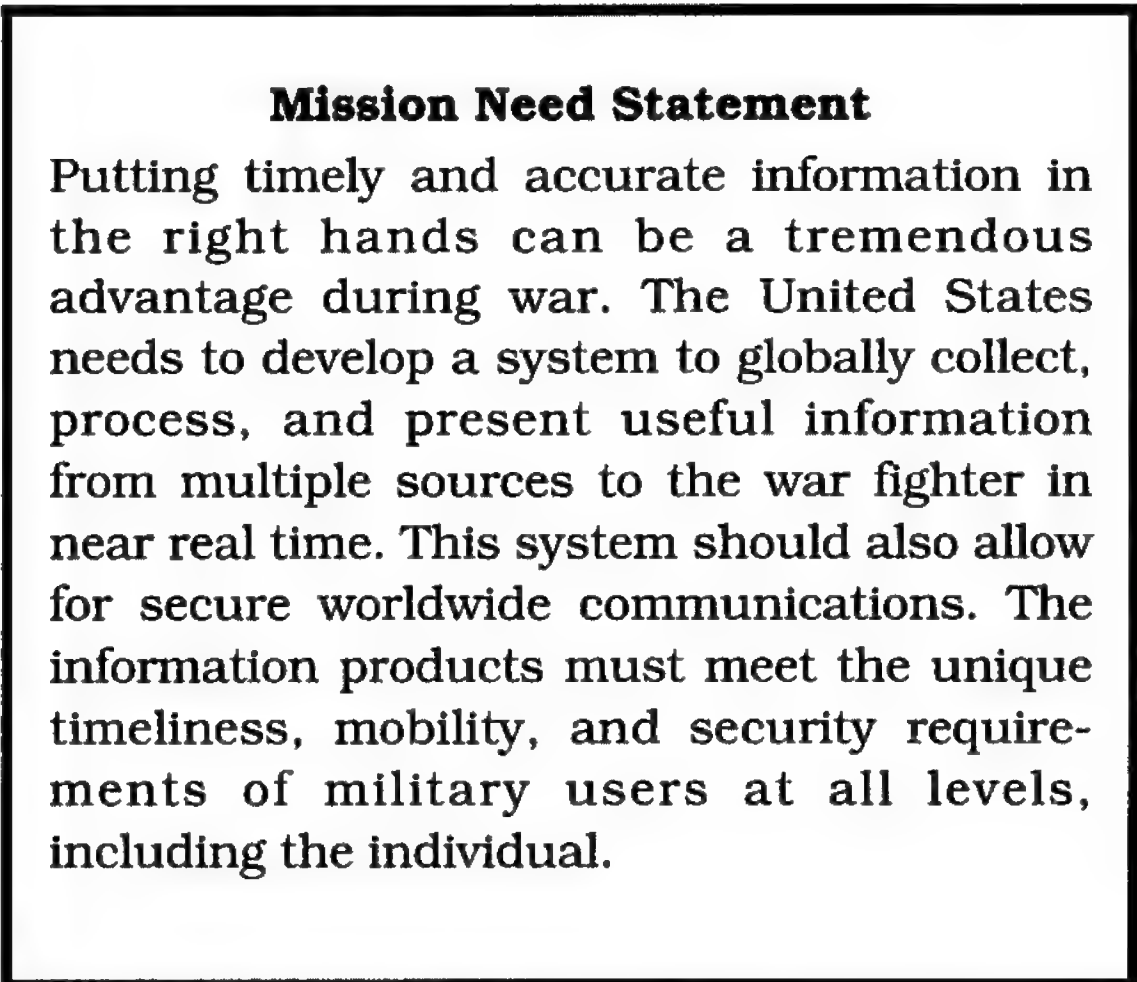 Mission Need Statement
Putting timely and accurate information in
the right hands can be a tremendous
advantage during war. The United States
needs to develop a system to globally collect,
process, and present useful information
from multiple sources to the war fighter in
near real time. This system should also allow
for secure worldwide communications. The
information products must meet the unique
timeliness, mobility, and security require-
ments of military users at all levels,
including the individual.